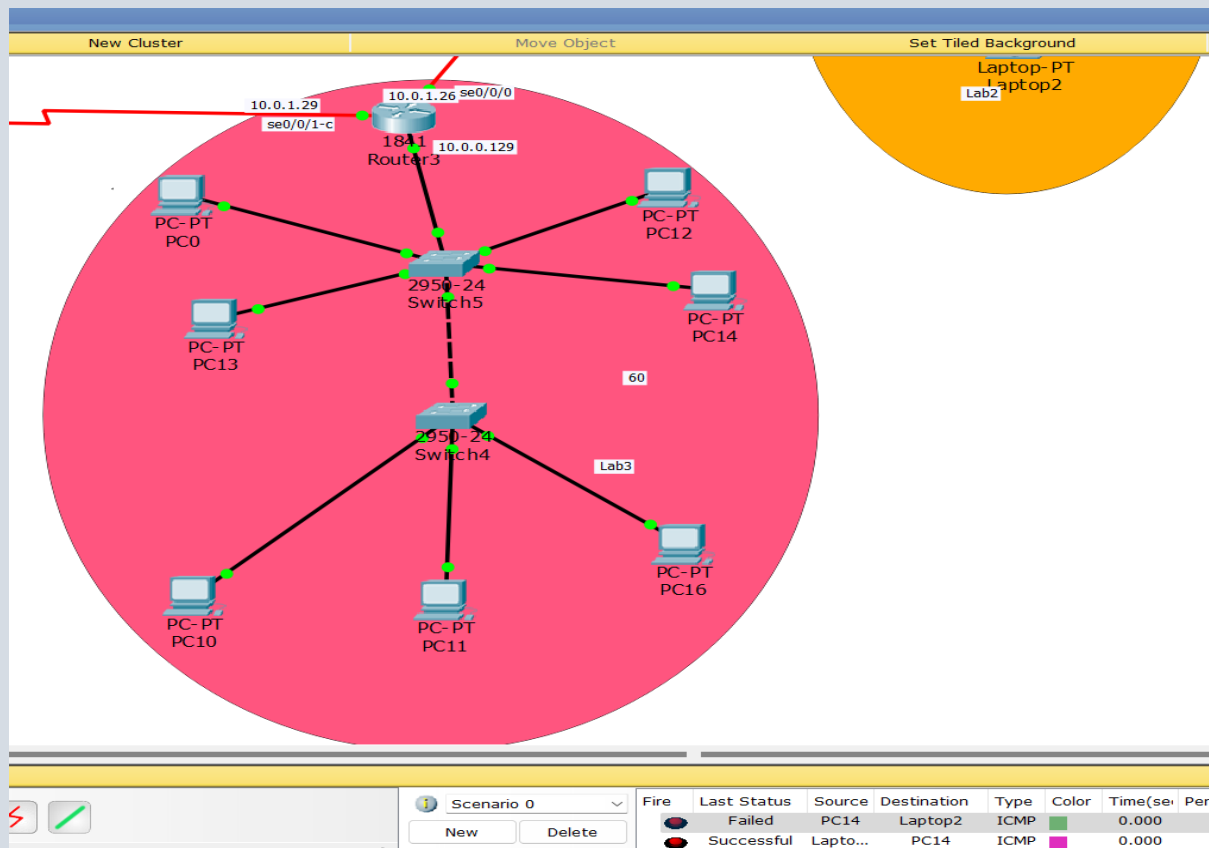 New Cluster
Move Object
Set Tiled Background
Laptop-PT
Laptop2
Lab2
10.0.1.29
10.0.1.26
se0/0/0
se0/0/1-c
1841
Router3
10.0.0.129
PC-PT
PC0
PC-PT
PC12
2950-24
Switch5
PC-PT
PC13
PC-PT
PC14
60
2950-24
Switch4
Lab3
PC-PT
PC16
PC-PT
PC10
PC-PT
PC11
Scenario 0
New
Delete
Fire Last Status Source Destination Type Color Time(se Per
Failed PC14 Laptop2 ICMP 0.000
Successful Lapto... PC14 ICMP 0.000